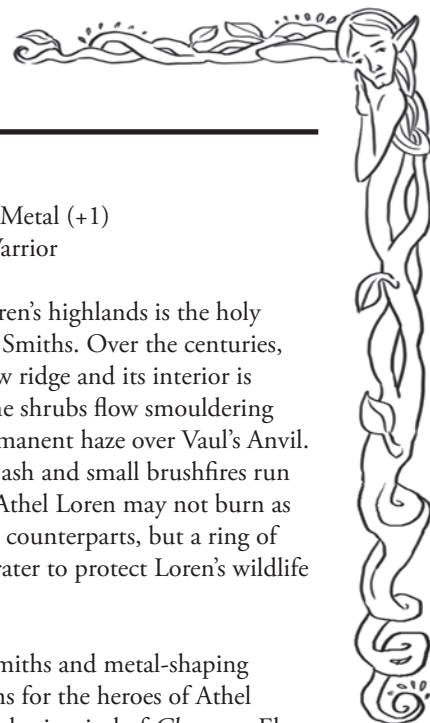 Metal (+1)
arrior
ren's highlands is the holy
Smiths. Over the centuries,
w ridge and its interior is
ne shrubs flow smouldering
manent haze over Vaul's Anvil.
ash and small brushfires run
Athel Loren may not burn as
counterparts, but a ring of
rater to protect Loren's wildlife
miths and metal-shaping
ns for the heroes of Athel